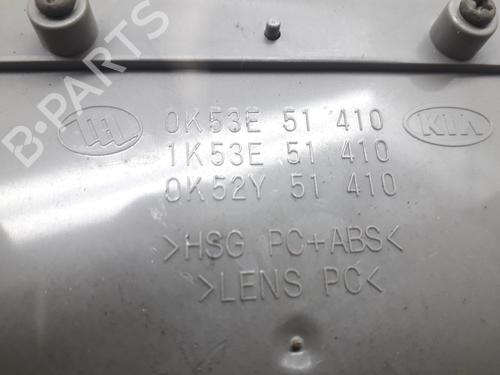 0K53E 51 410
KIA
1K53E 51 410
0K52Y 51 410
>HSG PC+ABS<
>LENS PC<
B-PARTS